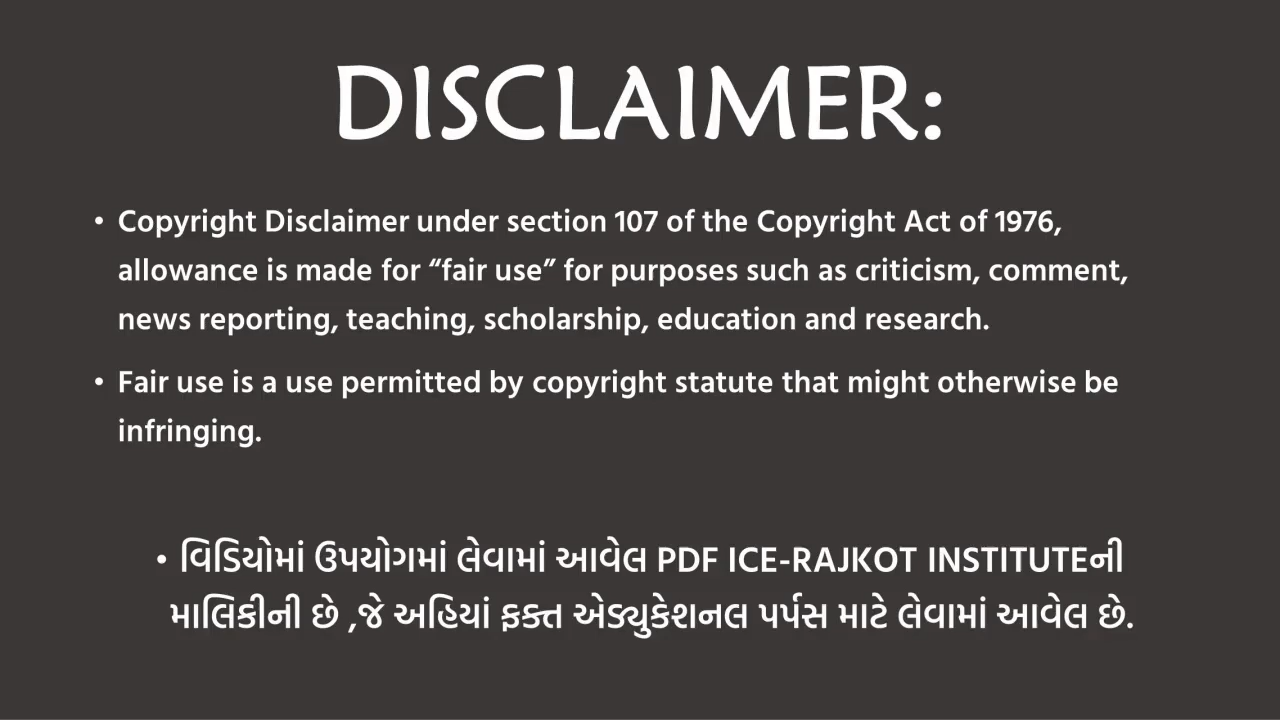 DISCLAIMER:
• Copyright Disclaimer under section 107 of the Copyright Act of 1976,
allowance is made for “fair use” for purposes such as criticism, comment,
news reporting, teaching, scholarship, education and research.
• Fair use is a use permitted by copyright statute that might otherwise be
infringing.
• વિડિયોમાં ઉપયોગમાં લેવામાં આવેલ PDF ICE-RAJKOT INSTITUTEની
માલિકીની છે ,જે અહિયાં ફક્ત એડ્યુકેશનલ પર્પસ માટે લેવામાં આવેલ છે.